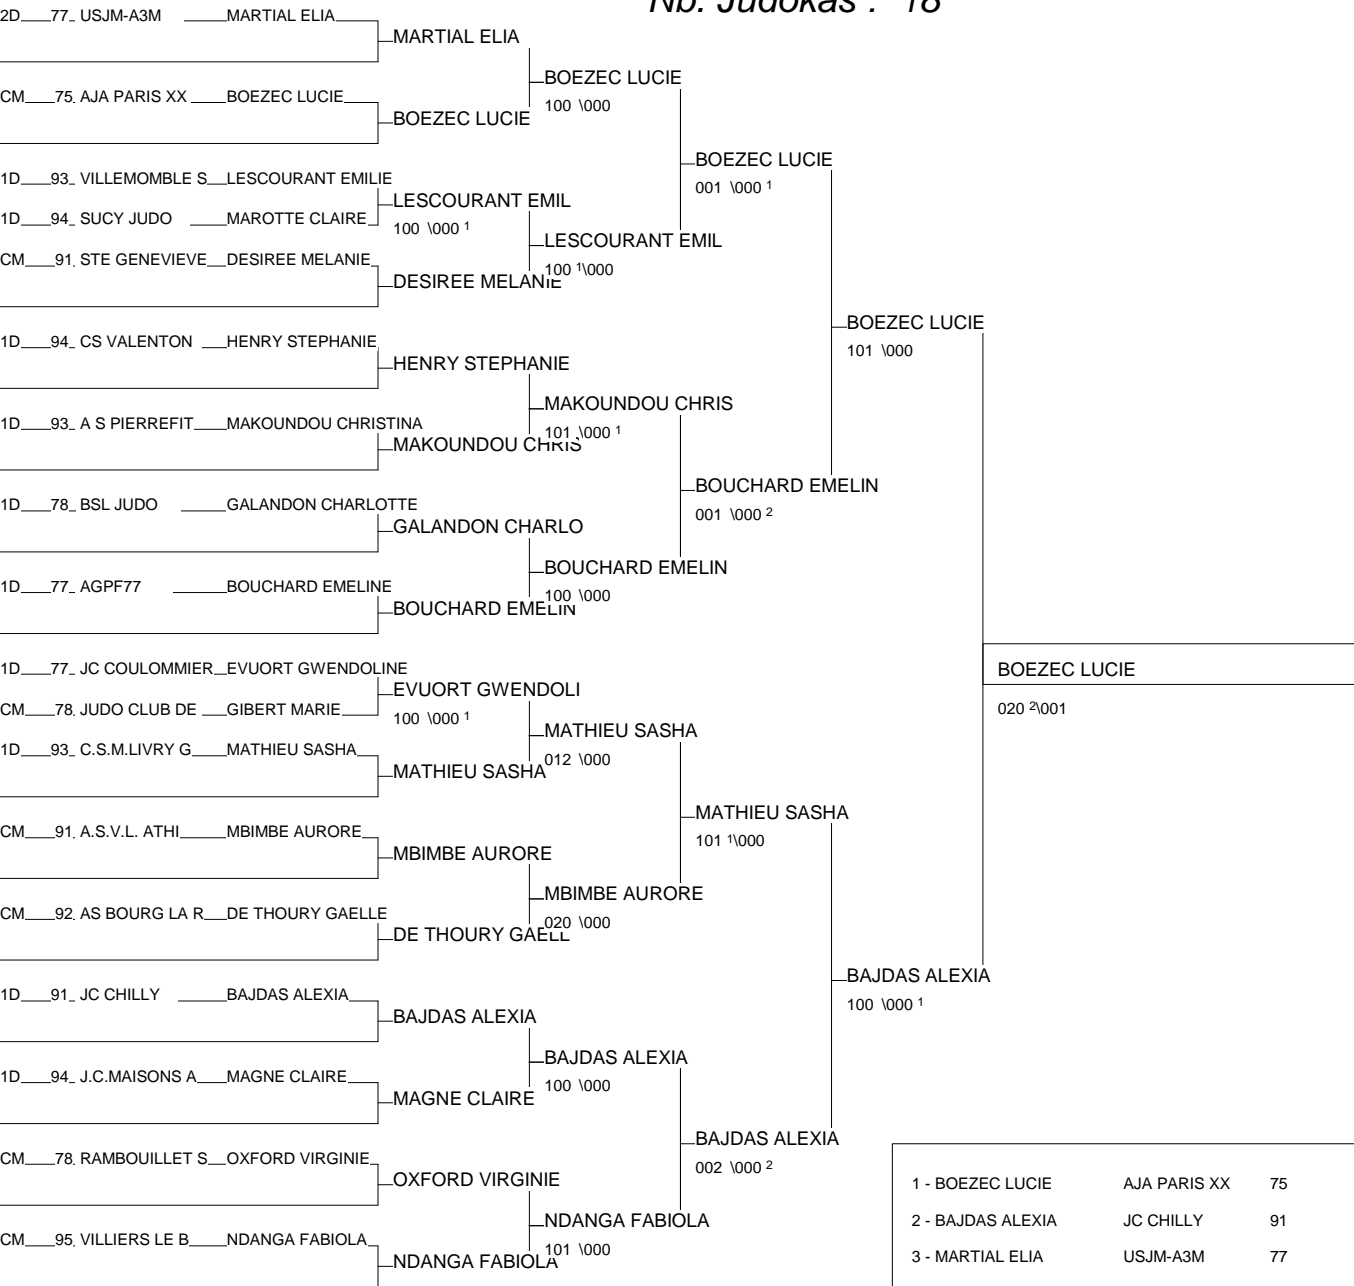 Nb. Judokas : 18
2D 77 USJM-A3M MARTIAL ELIA
MARTIAL ELIA
BOEZEC LUCIE
100 \000
CM 75 AJA PARIS XX BOEZEC LUCIE
BOEZEC LUCIE
BOEZEC LUCIE
001 \000 1
1D 93 VILLEMOMBLE S LESCOURANT EMILIE
LESCOURANT EMIL
100 \000 1
1D 94 SUCY JUDO MAROTTE CLAIRE
LESCOURANT EMIL
100 1\000
CM 91 STE GENEVIEVE DESIREE MELANIE
DESIREE MELANIE
BOEZEC LUCIE
101 \000
1D 94 CS VALENTON HENRY STEPHANIE
HENRY STEPHANIE
MAKOUNDOU CHRIS
101 \000 1
1D 93 A S PIERREFIT MAKOUNDOU CHRISTINA
MAKOUNDOU CHRIS
BOUCHARD EMELIN
001 \000 2
1D 78 BSL JUDO GALANDON CHARLOTTE
GALANDON CHARLO
BOUCHARD EMELIN
100 \000
1D 77 AGPF77 BOUCHARD EMELINE
BOUCHARD EMELIN
BOEZEC LUCIE
020 2\001
1D 77 JC COULOMMIER EVUORT GWENDOLINE
EVUORT GWENDOLI
100 \000 1
CM 78 JUDO CLUB DE GIBERT MARIE
MATHIEU SASHA
012 \000
1D 93 C.S.M.LIVRY G MATHIEU SASHA
MATHIEU SASHA
MATHIEU SASHA
101 1\000
CM 91 A.S.V.L. ATHI MBIMBE AURORE
MBIMBE AURORE
MBIMBE AURORE
020 \000
CM 92 AS BOURG LA R DE THOURY GAELLE
DE THOURY GAELL
BAJDAS ALEXIA
100 \000 1
1D 91 JC CHILLY BAJDAS ALEXIA
BAJDAS ALEXIA
BAJDAS ALEXIA
100 \000
1D 94 J.C.MAISONS A MAGNE CLAIRE
MAGNE CLAIRE
BAJDAS ALEXIA
002 \000 2
CM 78 RAMBOUILLET S OXFORD VIRGINIE
OXFORD VIRGINIE
NDANGA FABIOLA
101 \000
CM 95 VILLIERS LE B NDANGA FABIOLA
NDANGA FABIOLA
1 - BOEZEC LUCIE AJA PARIS XX 75
2 - BAJDAS ALEXIA JC CHILLY 91
3 - MARTIAL ELIA USJM-A3M 77